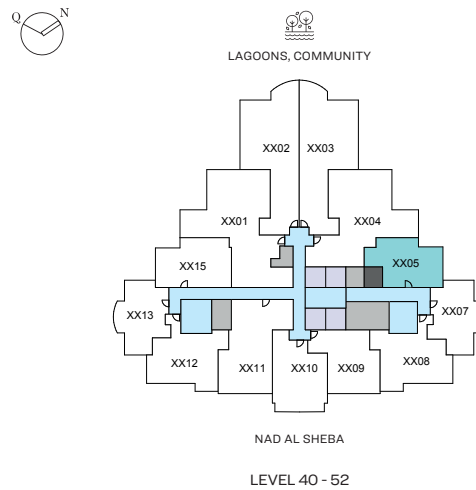 Q N
LAGOONS, COMMUNITY
XX02 XX03
XX01 XX04
XX15 XX05
XX13 XX07
XX12 XX11 XX10 XX09 XX08
NAD AL SHEBA
LEVEL 40 - 52